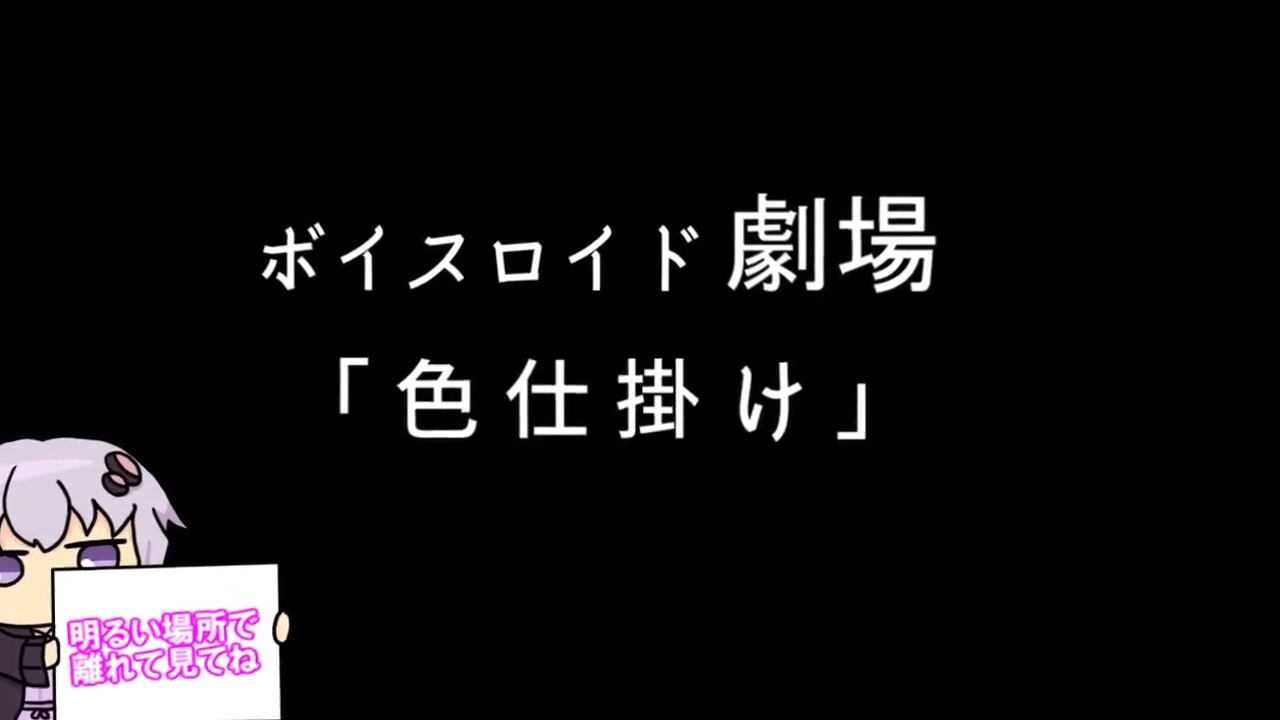 ボイスロイド劇場
「色仕掛け」
明るい場所で
離れて見てね